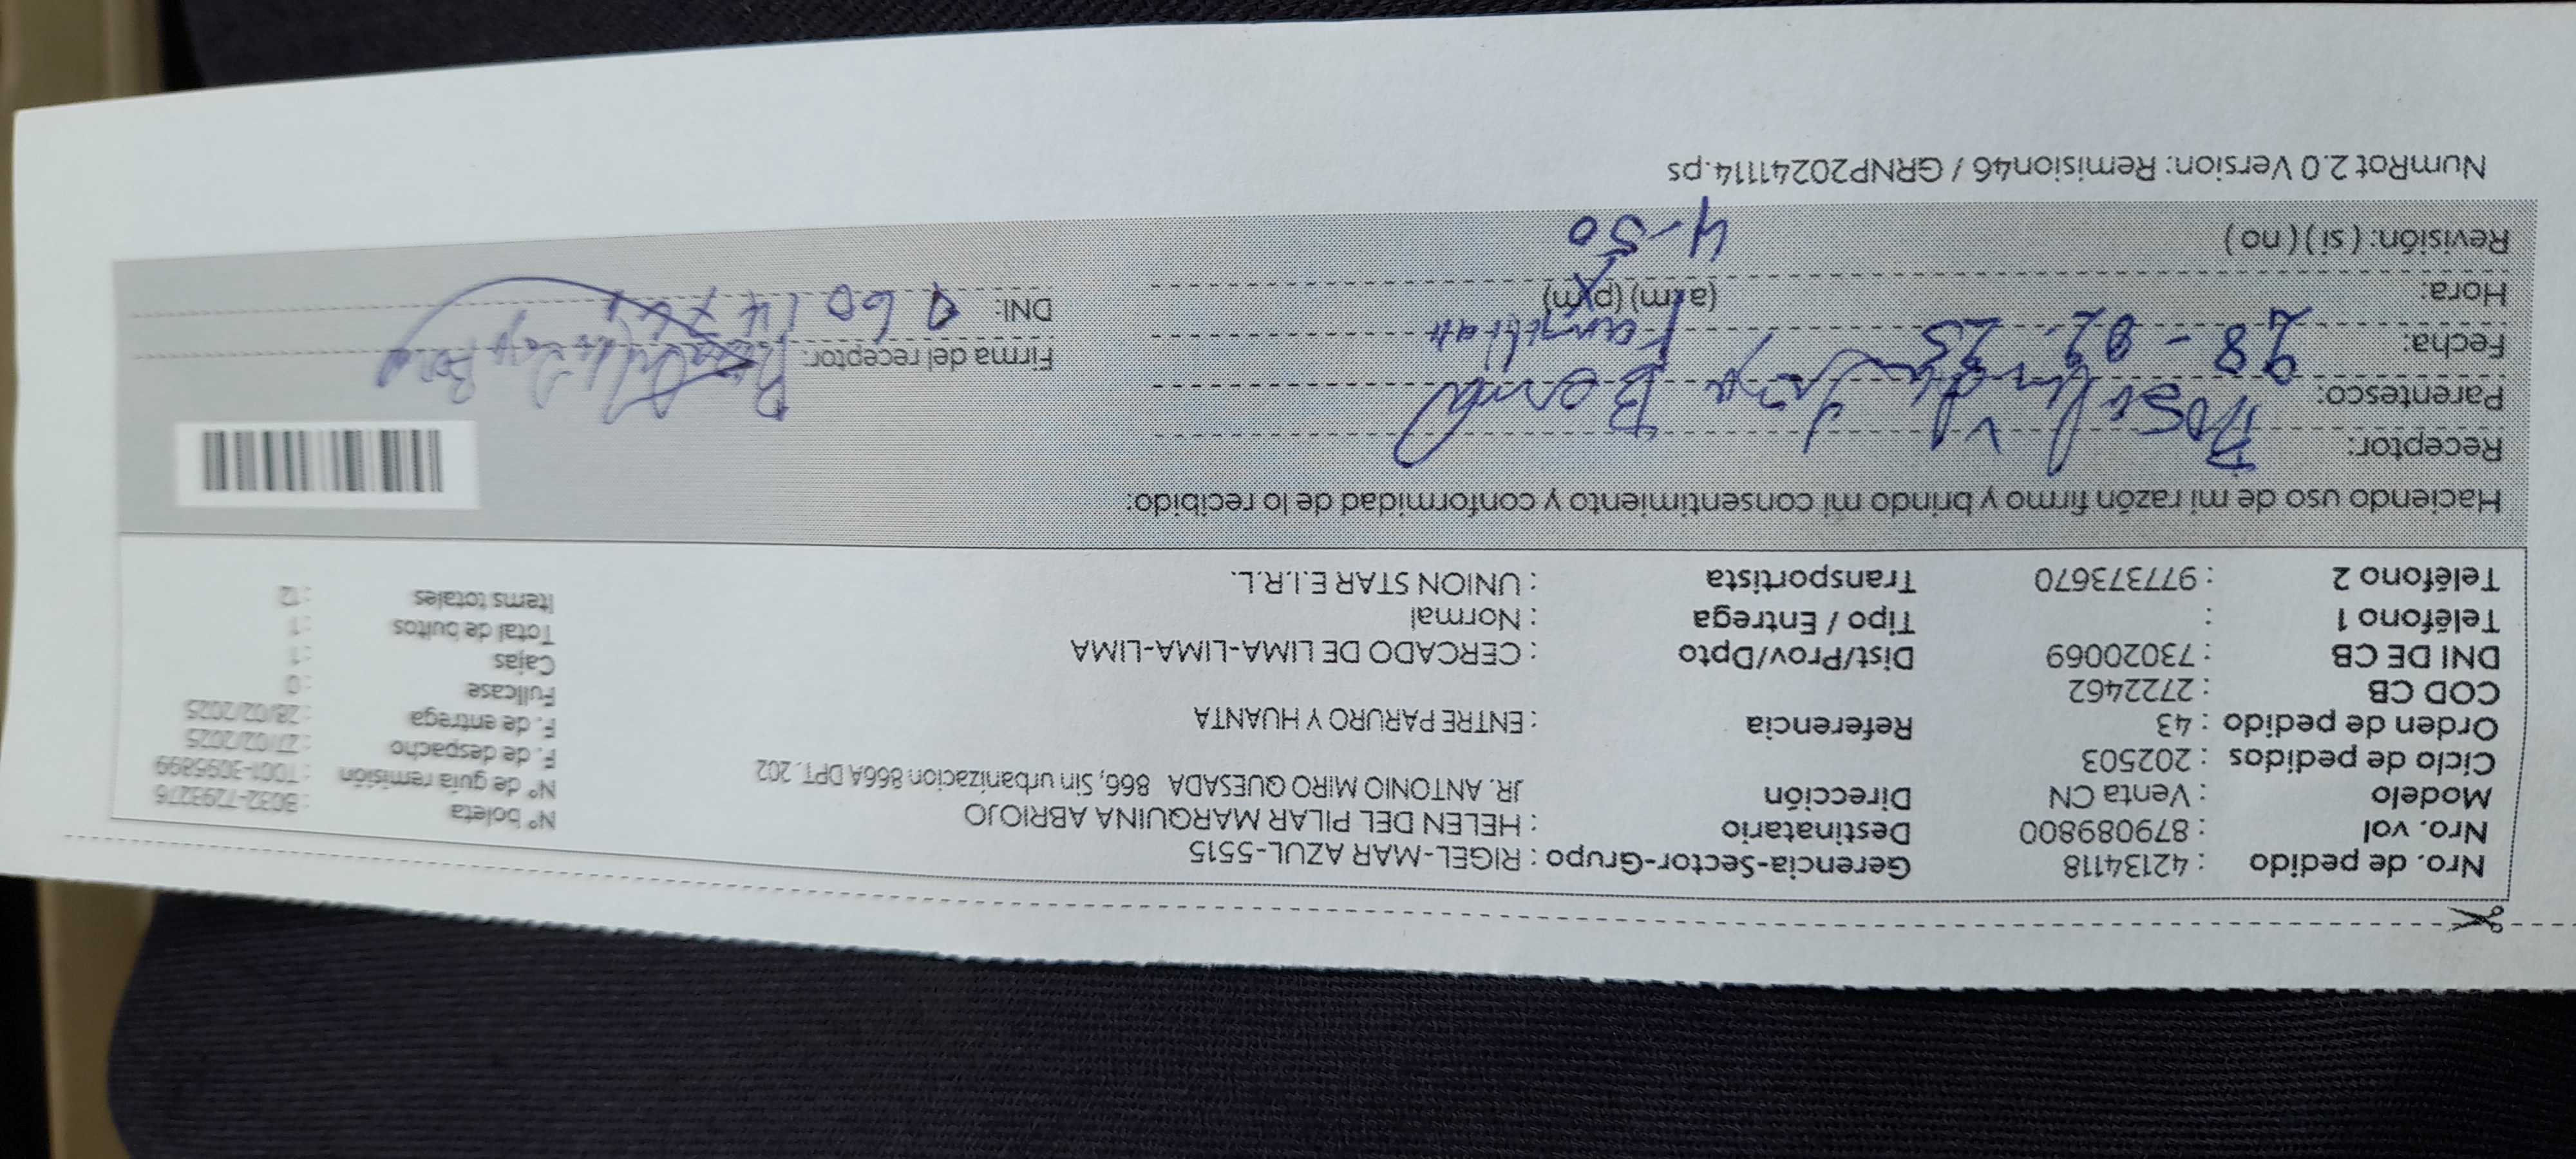 Nro. de pedido : 42134118 Gerencia-Sector-Grupo : RIGEL-MAR AZUL-5515
Nro. vol : 879089800 Destinatario : HELEN DEL PILAR MARQUINA ABRIOJO Nº boleta : B032-7293276
Modelo : Venta CN Dirección JR. ANTONIO MIRO QUESADA 866, Sin urbanizacion 866A DPT. 202 Nº de guía remisión : T001-3095899
Ciclo de pedidos : 202503 F. de despacho : 27/02/2025
Orden de pedido : 43 Referencia : ENTRE PARURO Y HUANTA F. de entrega : 28/02/2025
COD CB : 2722462 Fullcase : 0
DNI DE CB : 73020069 Dist/Prov/Dpto : CERCADO DE LIMA-LIMA-LIMA Cajas : 1
Teléfono 1 : Tipo / Entrega : Normal Total de bultos : 1
Teléfono 2 : 977373670 Transportista : UNION STAR E.I.R.L. Items totales : 12
Haciendo uso de mi razón firmo y brindo mi consentimiento y conformidad de lo recibido:
Receptor: Rosa
Parentesco: Firma del receptor:
Fecha: 28-02-25 Familiar
Hora: (a.m) (p.m) DNI:
Revisión: ( si ) ( no ) 4-50
NumRot 2.0 Version: Remision46 / GRNP20241114.ps